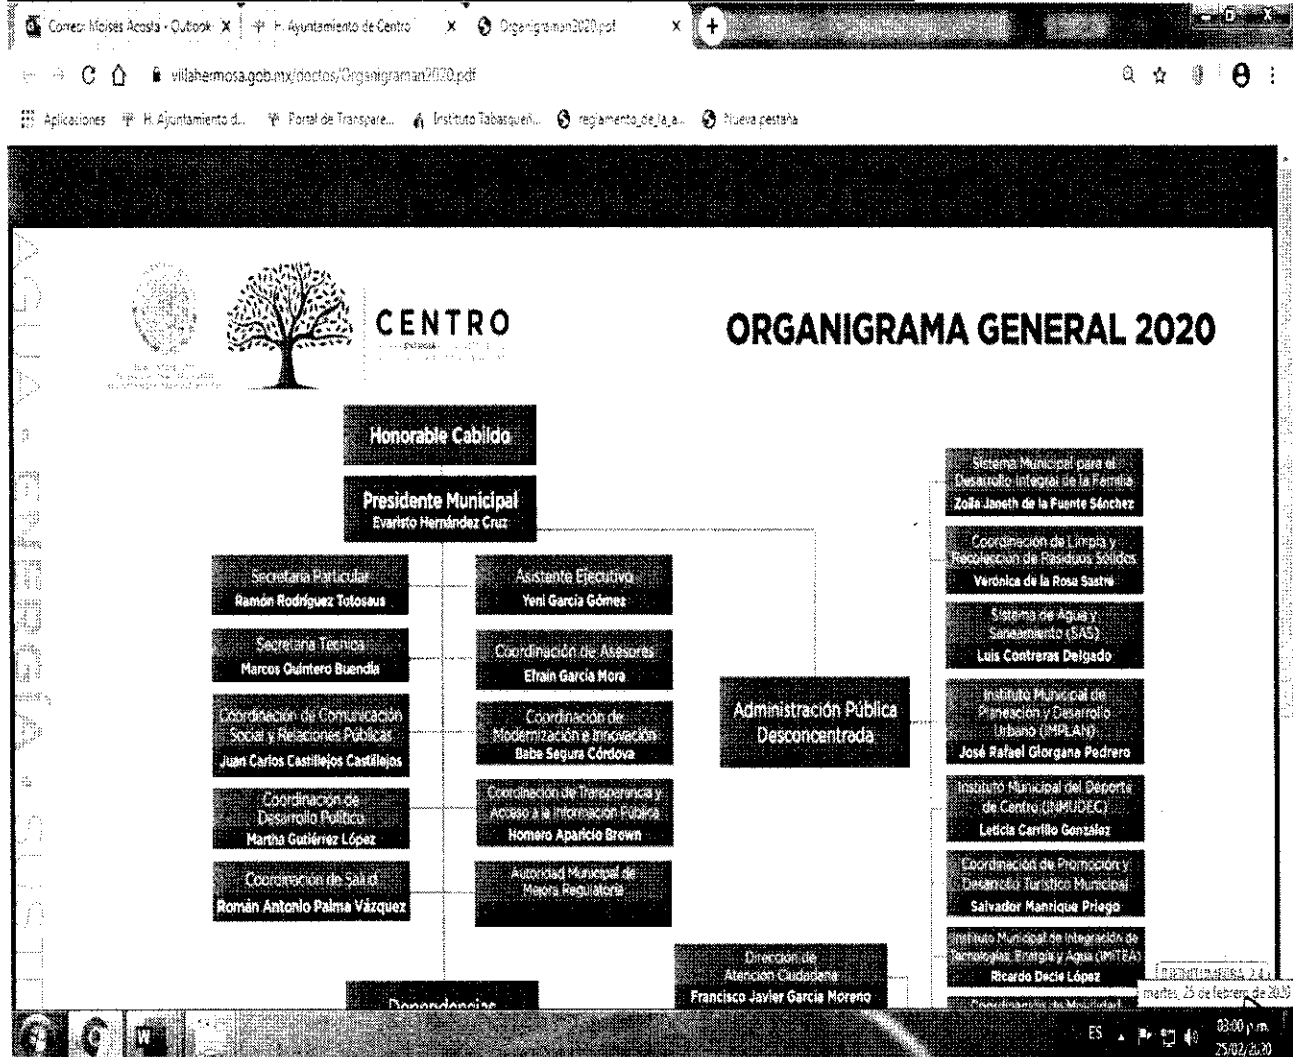 Correo: Moisés Acosta - Outlook
H. Ayuntamiento de Centro
Organigraman2020.pdf
villahermosa.gob.mx/doctos/Organigraman2020.pdf
Aplicaciones
H. Ayuntamiento d...
Portal de Transpare...
Instituto Tabasqueñ...
reglamento_de_la_a...
Nueva pestaña
CENTRO
ORGANIGRAMA GENERAL 2020
Honorable Cabildo
Presidente Municipal
Evaristo Hernández Cruz
Secretaría Particular
Ramón Rodríguez Totosaus
Secretaría Técnica
Marcos Quintero Buendía
Coordinación de Comunicación
Social y Relaciones Públicas
Juan Carlos Castillejos Castillejos
Coordinación de
Desarrollo Político
Martha Gutiérrez López
Coordinación de Salud
Román Antonio Palma Vázquez
Asistente Ejecutivo
Yeni García Gómez
Coordinación de Asesores
Efraín García Mora
Coordinación de
Modernización e Innovación
Babe Segura Córdova
Coordinación de Transparencia y
Acceso a la Información Pública
Homero Aparicio Brown
Autoridad Municipal de
Mejora Regulatoria
Administración Pública
Desconcentrada
Sistema Municipal para el
Desarrollo Integral de la Familia
Zoila Janeth de la Fuente Sánchez
Coordinación de Limpia y
Recolección de Residuos Sólidos
Verónica de la Rosa Sastré
Sistema de Agua y
Saneamiento (SAS)
Luis Contreras Delgado
Instituto Municipal de
Planeación y Desarrollo
Urbano (IMPLAN)
José Rafael Giorgana Pedrero
Instituto Municipal del Deporte
de Centro (INMUDEC)
Leticia Carrillo González
Coordinación de Promoción y
Desarrollo Turístico Municipal
Salvador Manrique Priego
Instituto Municipal de Integración de
Tecnologías, Energía y Agua (IMITEA)
Ricardo Decle López
Coordinación de Movilidad
Dirección de
Atención Ciudadana
Francisco Javier García Moreno
Dependencias
AGUA · ENERGÍA · SUSTE
martes, 25 de febrero de 2020
ES
03:00 p.m.
25/02/2020